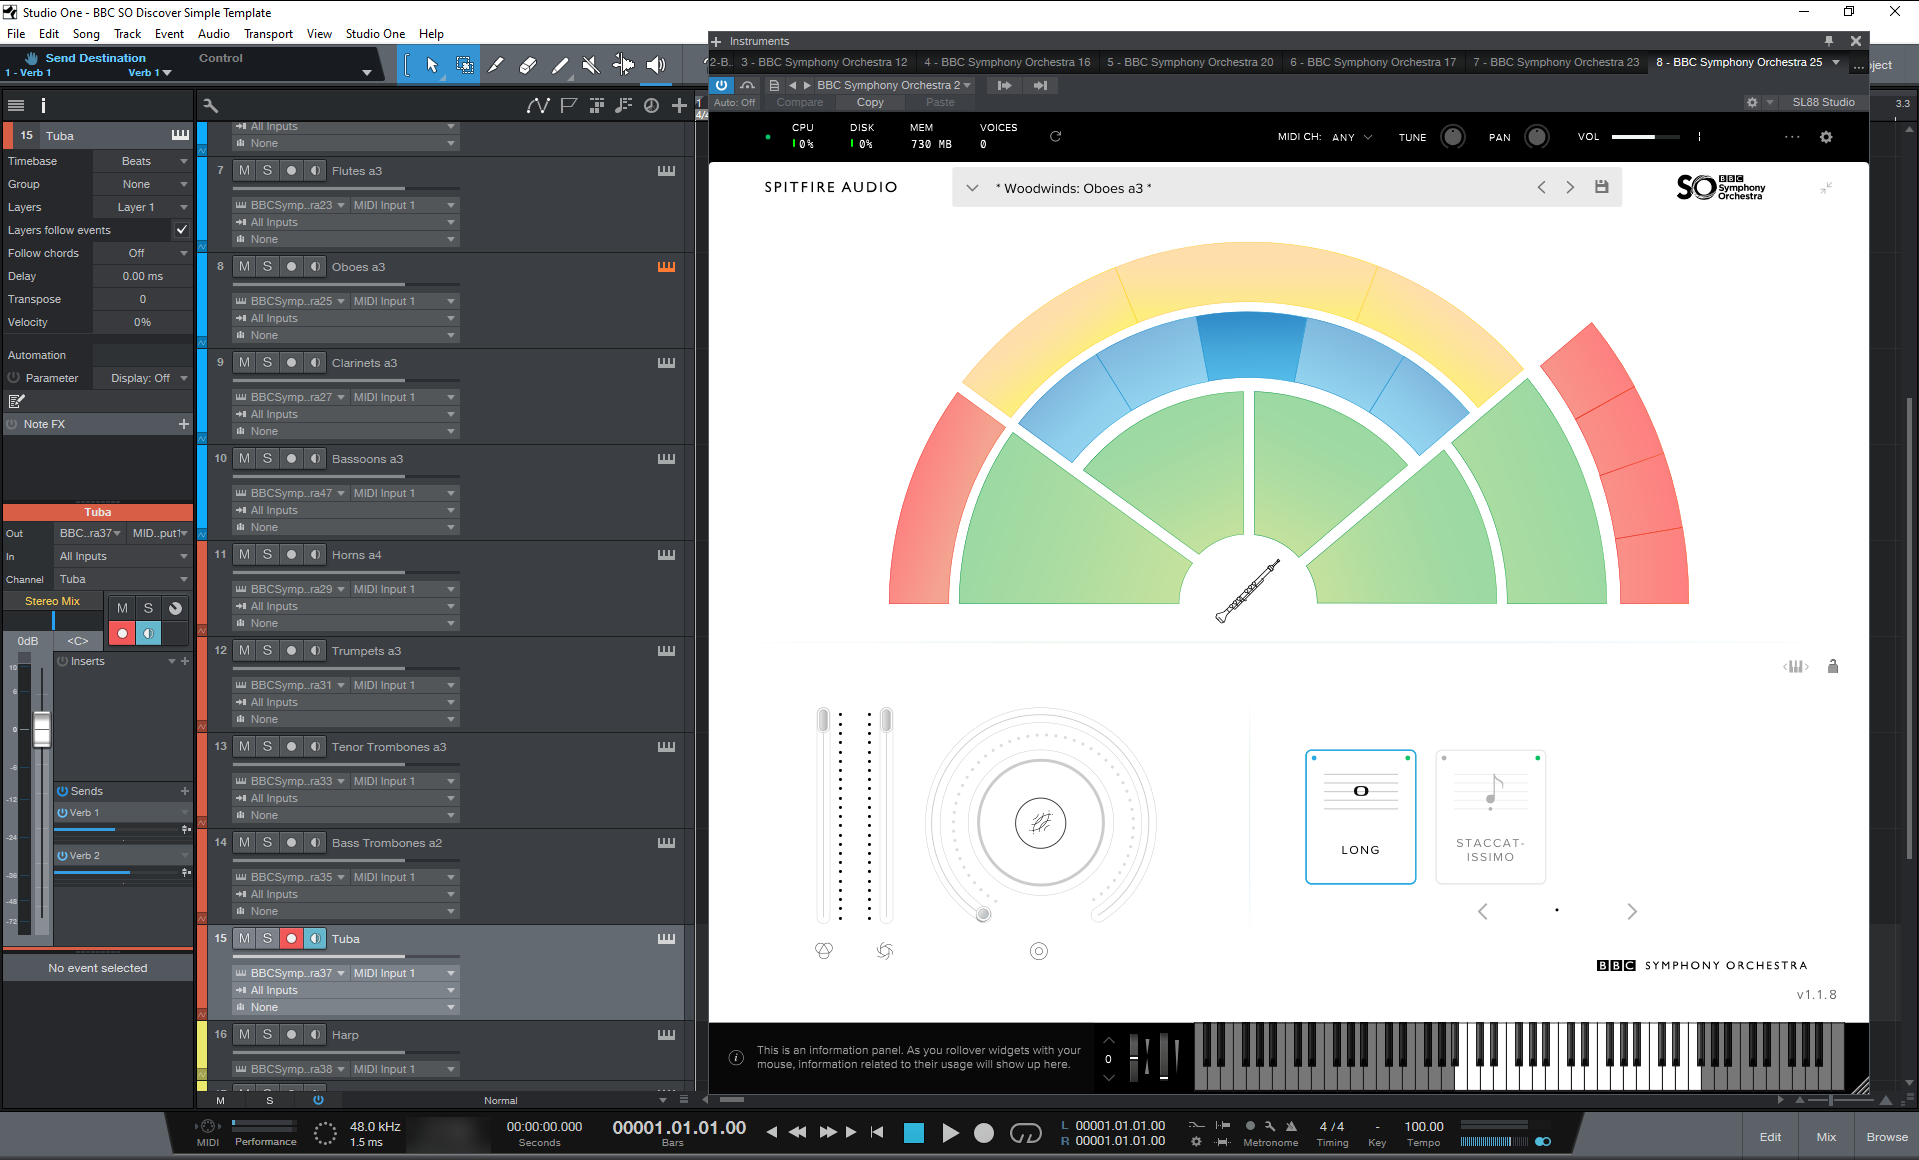 Studio One - BBC SO Discover Simple Template
File Edit Song Track Event Audio Transport View Studio One Help
Send Destination
Control
1 - Verb 1
Verb 1
Instruments
3 - BBC Symphony Orchestra 12
4 - BBC Symphony Orchestra 16
5 - BBC Symphony Orchestra 20
6 - BBC Symphony Orchestra 17
7 - BBC Symphony Orchestra 23
8 - BBC Symphony Orchestra 25
...
BBC Symphony Orchestra 2
Auto: Off
Compare
Copy
Paste
SL88 Studio
3.3
15 Tuba
Timebase Beats
Group None
Layers Layer 1
Layers follow events
Follow chords Off
Delay 0.00 ms
Transpose 0
Velocity 0%
Automation
Parameter Display: Off
Note FX
Tuba
Out BBC..ra37 MID..put1
In All Inputs
Channel Tuba
Stereo Mix
M S
0dB <C>
Inserts
Sends
Verb 1
Verb 2
No event selected
All Inputs
None
7 M S Flutes a3
BBCSymp..ra23 MIDI Input 1
All Inputs
None
8 M S Oboes a3
BBCSymp..ra25 MIDI Input 1
All Inputs
None
9 M S Clarinets a3
BBCSymp..ra27 MIDI Input 1
All Inputs
None
10 M S Bassoons a3
BBCSymp..ra47 MIDI Input 1
All Inputs
None
11 M S Horns a4
BBCSymp..ra29 MIDI Input 1
All Inputs
None
12 M S Trumpets a3
BBCSymp..ra31 MIDI Input 1
All Inputs
None
13 M S Tenor Trombones a3
BBCSymp..ra33 MIDI Input 1
All Inputs
None
14 M S Bass Trombones a2
BBCSymp..ra35 MIDI Input 1
All Inputs
None
15 M S Tuba
BBCSymp..ra37 MIDI Input 1
All Inputs
None
16 M S Harp
BBCSymp..ra38 MIDI Input 1
M S Normal
CPU 0%
DISK 0%
MEM 730 MB
VOICES 0
MIDI CH: ANY
TUNE
PAN
VOL
SPITFIRE AUDIO
* Woodwinds: Oboes a3 *
SO BBC Symphony Orchestra
LONG
STACCAT-
ISSIMO
BBC SYMPHONY ORCHESTRA
v1.1.8
This is an information panel. As you rollover widgets with your
mouse, information related to their usage will show up here.
0
MIDI
Performance
48.0 kHz
1.5 ms
00:00:00.000
Seconds
00001.01.01.00
Bars
L 00001.01.01.00
R 00001.01.01.00
Metronome
4 / 4
Timing
-
Key
100.00
Tempo
Edit
Mix
Browse